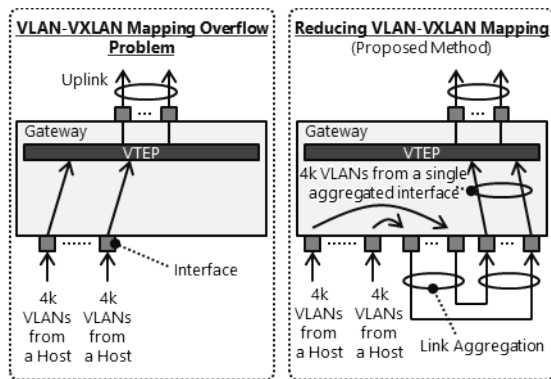 VLAN-VXLAN Mapping Overflow
Problem
Uplink
Gateway
VTEP
Interface
4k
VLANs
from
a Host
4k
VLANs
from
a Host
Reducing VLAN-VXLAN Mapping
(Proposed Method)
Gateway
VTEP
4k VLANs from a single
aggregated interface
4k
VLANs
from
a Host
4k
VLANs
from
a Host
Link Aggregation